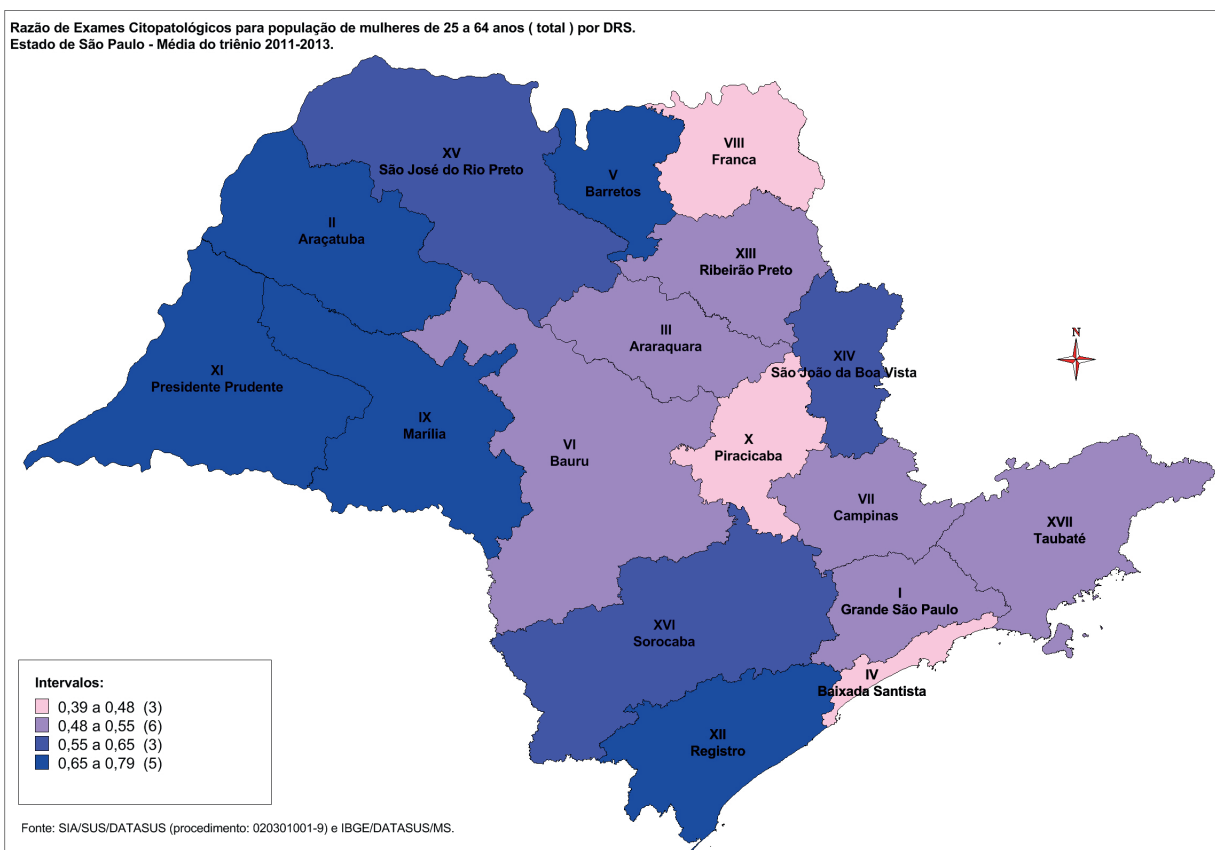 Razão de Exames Citopatológicos para população de mulheres de 25 a 64 anos ( total ) por DRS.
Estado de São Paulo - Média do triênio 2011-2013.
VIII
Franca
XV
São José do Rio Preto
V
Barretos
II
Araçatuba
XIII
Ribeirão Preto
III
Araraquara
N
XIV
São João da Boa Vista
XI
Presidente Prudente
IX
Marília
VI
Bauru
X
Piracicaba
VII
Campinas
XVII
Taubaté
I
Grande São Paulo
XVI
Sorocaba
IV
Baixada Santista
XII
Registro
Intervalos:
0,39 a 0,48 (3)
0,48 a 0,55 (6)
0,55 a 0,65 (3)
0,65 a 0,79 (5)
Fonte: SIA/SUS/DATASUS (procedimento: 020301001-9) e IBGE/DATASUS/MS.